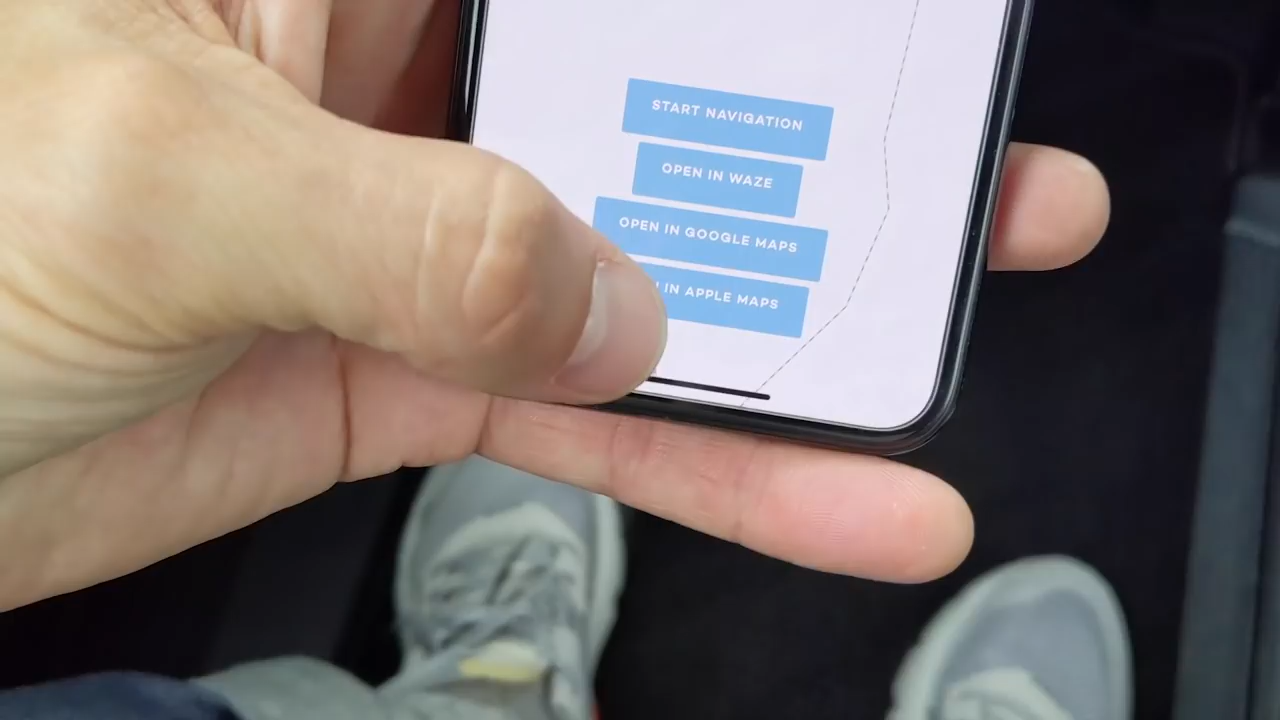 START NAVIGATION
OPEN IN WAZE
OPEN IN GOOGLE MAPS
IN APPLE MAPS